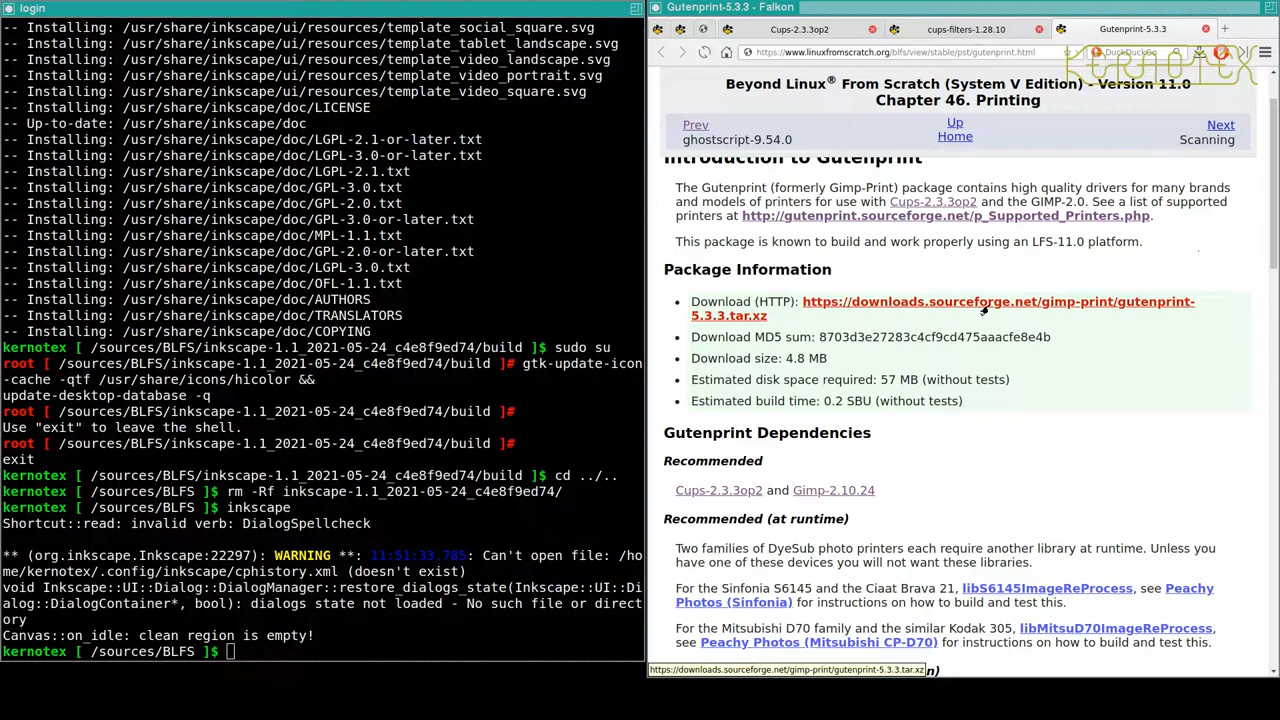 login
-- Installing: /usr/share/inkscape/ui/resources/template_social_square.svg
-- Installing: /usr/share/inkscape/ui/resources/template_tablet_landscape.svg
-- Installing: /usr/share/inkscape/ui/resources/template_video_landscape.svg
-- Installing: /usr/share/inkscape/ui/resources/template_video_portrait.svg
-- Installing: /usr/share/inkscape/ui/resources/template_video_square.svg
-- Installing: /usr/share/inkscape/doc/LICENSE
-- Up-to-date: /usr/share/inkscape/doc
-- Installing: /usr/share/inkscape/doc/LGPL-2.1-or-later.txt
-- Installing: /usr/share/inkscape/doc/LGPL-3.0-or-later.txt
-- Installing: /usr/share/inkscape/doc/LGPL-2.1.txt
-- Installing: /usr/share/inkscape/doc/GPL-3.0.txt
-- Installing: /usr/share/inkscape/doc/GPL-2.0.txt
-- Installing: /usr/share/inkscape/doc/GPL-3.0-or-later.txt
-- Installing: /usr/share/inkscape/doc/MPL-1.1.txt
-- Installing: /usr/share/inkscape/doc/GPL-2.0-or-later.txt
-- Installing: /usr/share/inkscape/doc/LGPL-3.0.txt
-- Installing: /usr/share/inkscape/doc/OFL-1.1.txt
-- Installing: /usr/share/inkscape/doc/AUTHORS
-- Installing: /usr/share/inkscape/doc/TRANSLATORS
-- Installing: /usr/share/inkscape/doc/COPYING
kernotex [ /sources/BLFS/inkscape-1.1_2021-05-24_c4e8f9ed74/build ]$ sudo su
root [ /sources/BLFS/inkscape-1.1_2021-05-24_c4e8f9ed74/build ]# gtk-update-icon
-cache -qtf /usr/share/icons/hicolor &&
update-desktop-database -q
root [ /sources/BLFS/inkscape-1.1_2021-05-24_c4e8f9ed74/build ]#
Use "exit" to leave the shell.
root [ /sources/BLFS/inkscape-1.1_2021-05-24_c4e8f9ed74/build ]#
exit
kernotex [ /sources/BLFS/inkscape-1.1_2021-05-24_c4e8f9ed74/build ]$ cd ../..
kernotex [ /sources/BLFS ]$ rm -Rf inkscape-1.1_2021-05-24_c4e8f9ed74/
kernotex [ /sources/BLFS ]$ inkscape
Shortcut::read: invalid verb: DialogSpellcheck
** (org.inkscape.Inkscape:22297): WARNING **: 11:51:33.785: Can't open file: /ho
me/kernotex/.config/inkscape/cphistory.xml (doesn't exist)
void Inkscape::UI::Dialog::DialogManager::restore_dialogs_state(Inkscape::UI::Di
alog::DialogContainer*, bool): dialogs state not loaded - No such file or direct
ory
Canvas::on_idle: clean region is empty!
kernotex [ /sources/BLFS ]$
Gutenprint-5.3.3 - Falkon
Cups-2.3.3op2
cups-filters-1.28.10
Gutenprint-5.3.3
https://www.linuxfromscratch.org/blfs/view/stable/pst/gutenprint.html
DuckDuckGo
KERNOTEX
Beyond Linux® From Scratch (System V Edition) - Version 11.0
Chapter 46. Printing
Prev
Up
Next
ghostscript-9.54.0
Home
Scanning
Introduction to Gutenprint
The Gutenprint (formerly Gimp-Print) package contains high quality drivers for many brands
and models of printers for use with Cups-2.3.3op2 and the GIMP-2.0. See a list of supported
printers at http://gutenprint.sourceforge.net/p_Supported_Printers.php.
This package is known to build and work properly using an LFS-11.0 platform.
Package Information
• Download (HTTP): https://downloads.sourceforge.net/gimp-print/gutenprint-
5.3.3.tar.xz
• Download MD5 sum: 8703d3e27283c4cf9cd475aaacfe8e4b
• Download size: 4.8 MB
• Estimated disk space required: 57 MB (without tests)
• Estimated build time: 0.2 SBU (without tests)
Gutenprint Dependencies
Recommended
Cups-2.3.3op2 and Gimp-2.10.24
Recommended (at runtime)
Two families of DyeSub photo printers each require another library at runtime. Unless you
have one of these devices you will not want these libraries.
For the Sinfonia S6145 and the Ciaat Brava 21, libS6145ImageReProcess, see Peachy
Photos (Sinfonia) for instructions on how to build and test this.
For the Mitsubishi D70 family and the similar Kodak 305, libMitsuD70ImageReProcess,
see Peachy Photos (Mitsubishi CP-D70) for instructions on how to build and test this.
https://downloads.sourceforge.net/gimp-print/gutenprint-5.3.3.tar.xz